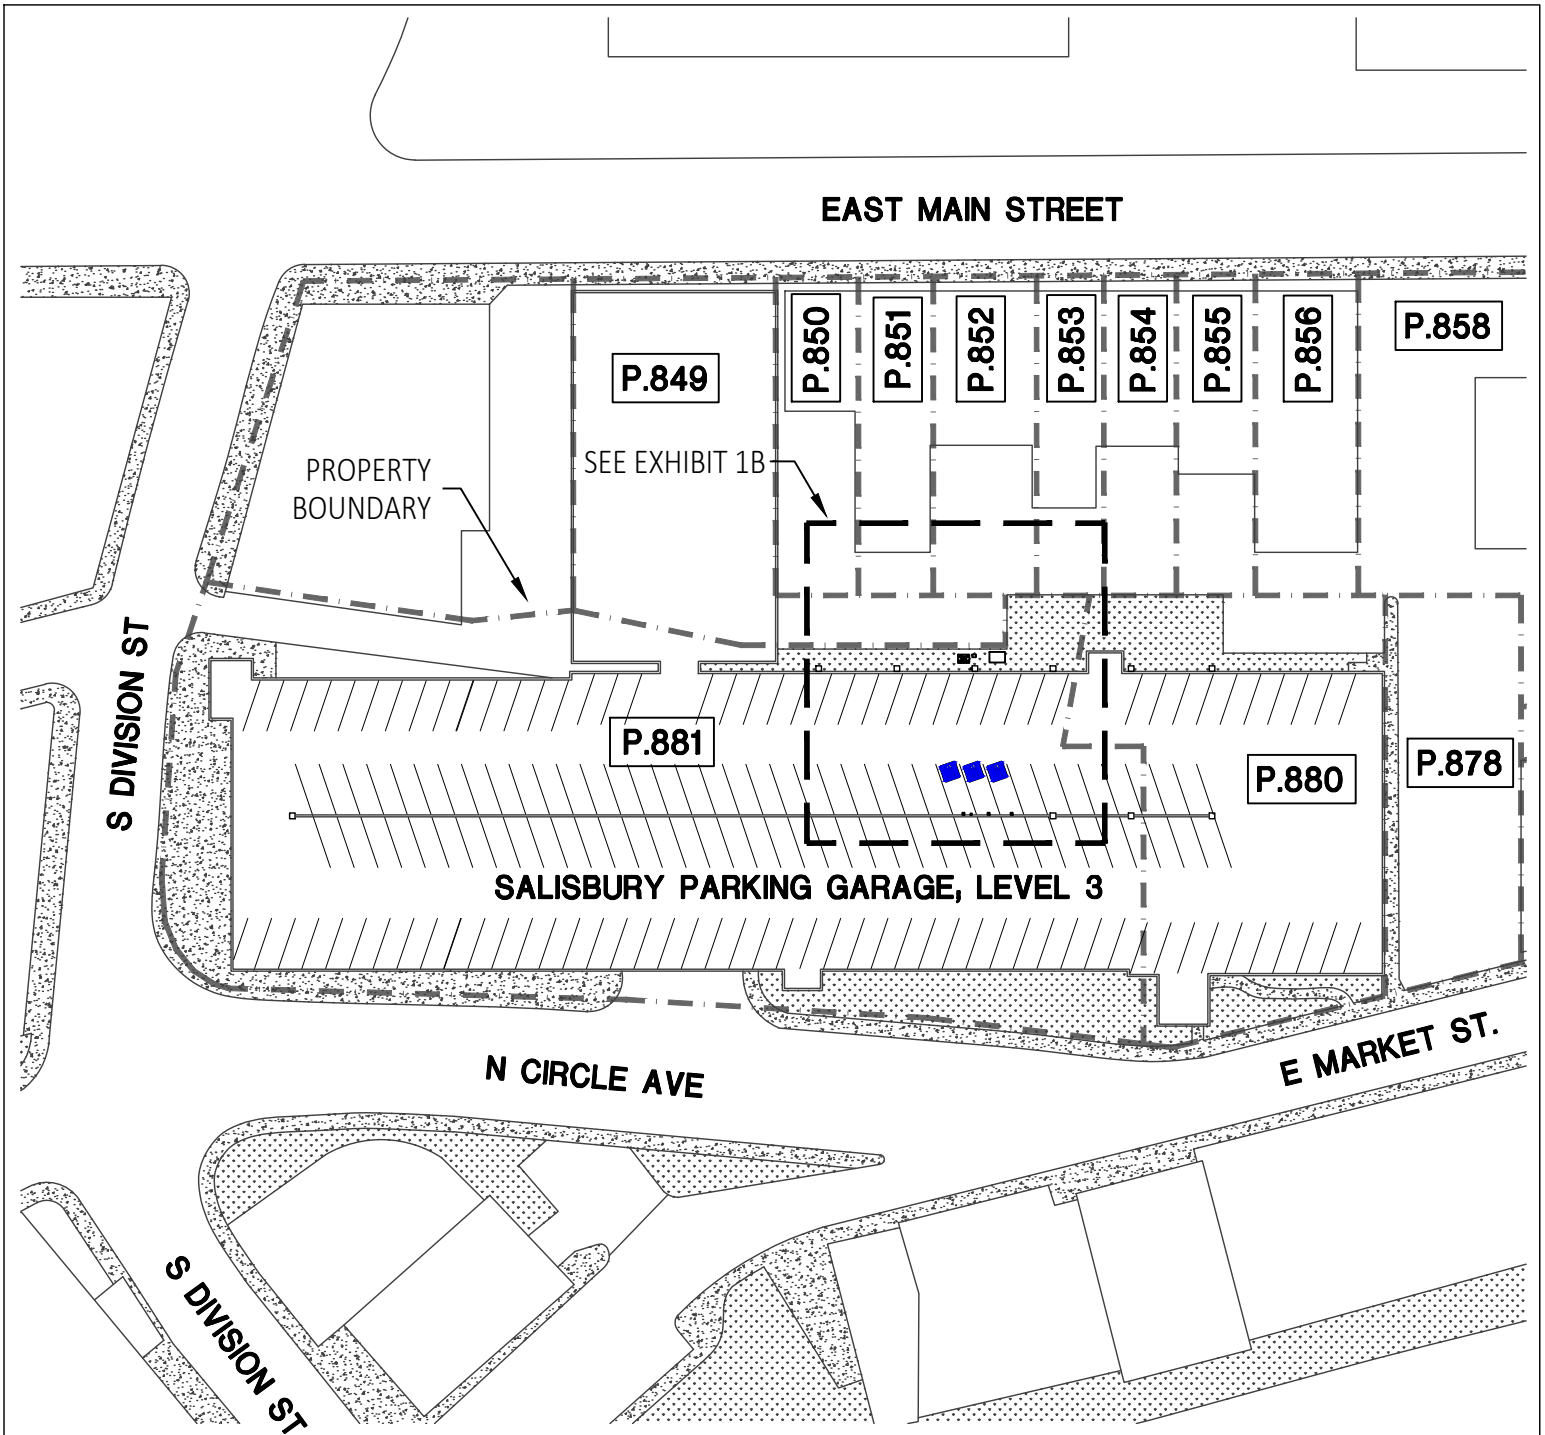 EAST MAIN STREET
P.849
P.850
P.851
P.852
P.853
P.854
P.855
P.856
P.858
PROPERTY
BOUNDARY
SEE EXHIBIT 1B
S DIVISION ST
P.881
P.880
P.878
SALISBURY PARKING GARAGE, LEVEL 3
N CIRCLE AVE
E MARKET ST.
S DIVISION ST